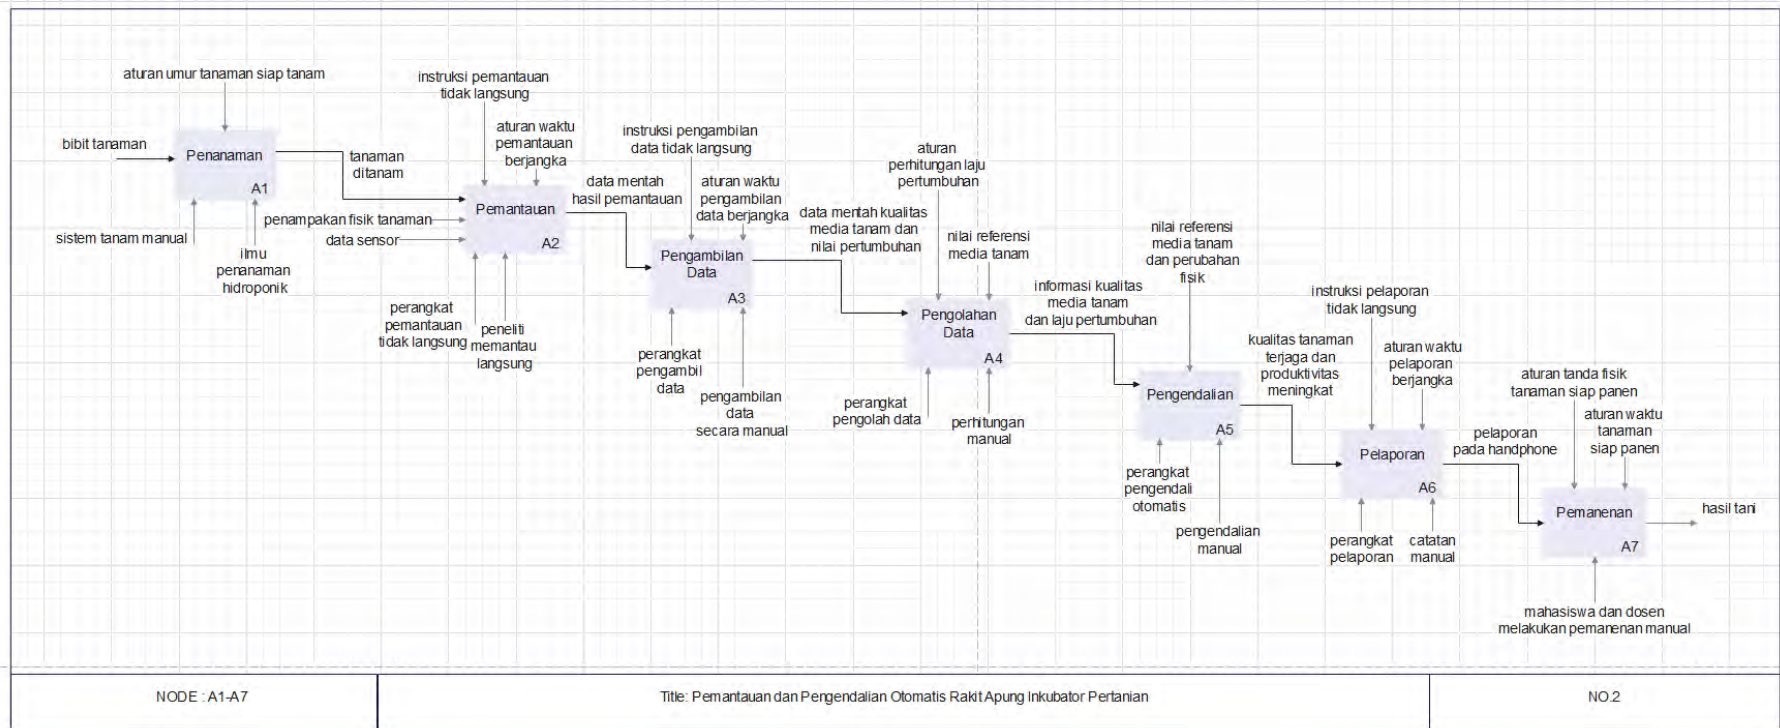 aturan umur tanaman siap tanam
bibit tanaman
Penanaman
A1
sistem tanam manual
ilmu
penanaman
hidroponik
tanaman
ditanam
instruksi pemantauan
tidak langsung
aturan waktu
pemantauan
berjangka
penampakan fisik tanaman
data sensor
Pemantauan
A2
perangkat
pemantauan
tidak langsung
peneliti
memantau
langsung
data mentah
hasil pemantauan
instruksi pengambilan
data tidak langsung
aturan waktu
pengambilan
data berjangka
Pengambilan
Data
A3
perangkat
pengambil
data
pengambilan
data
secara manual
data mentah kualitas
media tanam dan
nilai pertumbuhan
aturan
perhitungan laju
pertumbuhan
nilai referensi
media tanam
Pengolahan
Data
A4
perangkat
pengolah data
perhitungan
manual
informasi kualitas
media tanam
dan laju pertumbuhan
nilai referensi
media tanam
dan perubahan
fisik
Pengendalian
A5
perangkat
pengendali
otomatis
pengendalian
manual
kualitas tanaman
terjaga dan
produktivitas
meningkat
instruksi pelaporan
tidak langsung
aturan waktu
pelaporan
berjangka
Pelaporan
A6
perangkat
pelaporan
catatan
manual
pelaporan
pada handphone
aturan tanda fisik
tanaman siap panen
aturan waktu
tanaman
siap panen
Pemanenan
A7
hasil tani
mahasiswa dan dosen
melakukan pemanenan manual
NODE : A1-A7
Title: Pemantauan dan Pengendalian Otomatis Rakit Apung Inkubator Pertanian
NO.2